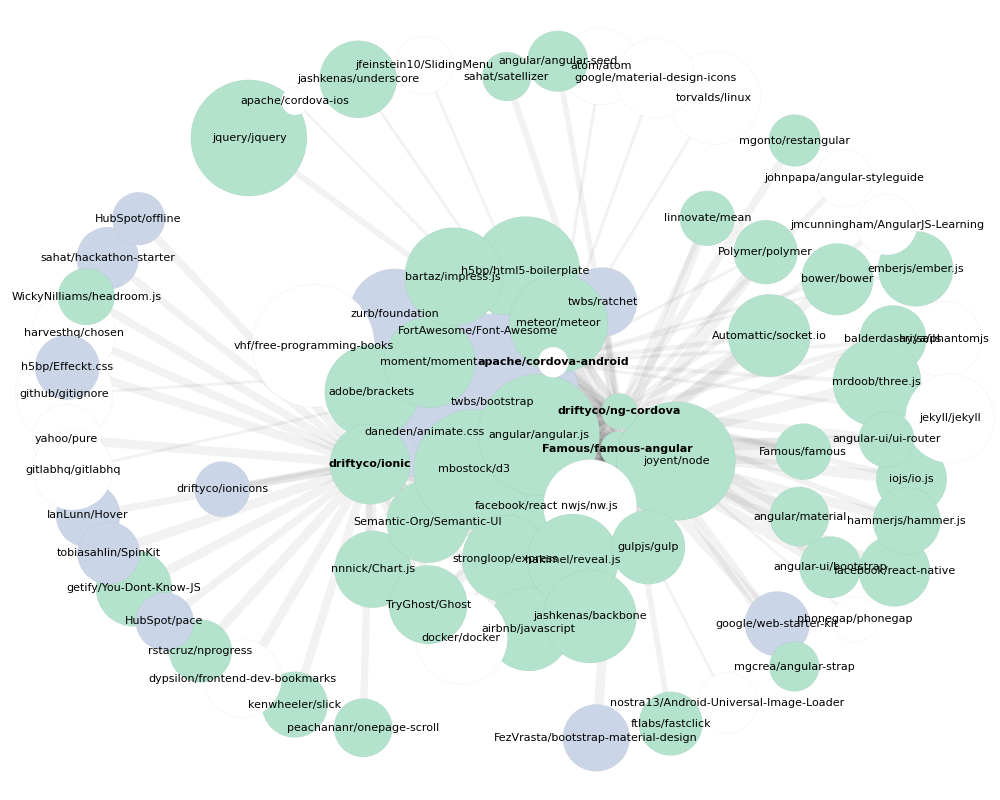 angular/angular-seed
jfeinstein10/SlidingMenu
atom/atom
jashkenas/underscore
sahat/satellizer
google/material-design-icons
apache/cordova-ios
torvalds/linux
jquery/jquery
mgonto/restangular
johnpapa/angular-styleguide
HubSpot/offline
linnovate/mean
jmcunningham/AngularJS-Learning
Polymer/polymer
sahat/hackathon-starter
emberjs/ember.js
h5bp/html5-boilerplate
bartaz/impress.js
bower/bower
WickyNilliams/headroom.js
twbs/ratchet
zurb/foundation
meteor/meteor
FortAwesome/Font-Awesome
harvesthq/chosen
Automattic/socket.io
vhf/free-programming-books
moment/moment
apache/cordova-android
h5bp/Effeckt.css
mrdoob/three.js
adobe/brackets
github/gitignore
twbs/bootstrap
driftyco/ng-cordova
jekyll/jekyll
daneden/animate.css
angular/angular.js
yahoo/pure
angular-ui/ui-router
Famous/famous-angular
Famous/famous
joyent/node
driftyco/ionic
mbostock/d3
gitlabhq/gitlabhq
iojs/io.js
driftyco/ionicons
facebook/react
nwjs/nw.js
IanLunn/Hover
angular/material
hammerjs/hammer.js
Semantic-Org/Semantic-UI
gulpjs/gulp
tobiasahlin/SpinKit
strongloop/express
hakimel/reveal.js
nnnick/Chart.js
angular-ui/bootstrap
facebook/react-native
getify/You-Dont-Know-JS
TryGhost/Ghost
jashkenas/backbone
HubSpot/pace
phonegap/phonegap
google/web-starter-kit
airbnb/javascript
docker/docker
rstacruz/nprogress
mgcrea/angular-strap
dypsilon/frontend-dev-bookmarks
nostra13/Android-Universal-Image-Loader
kenwheeler/slick
ftlabs/fastclick
peachananr/onepage-scroll
FezVrasta/bootstrap-material-design